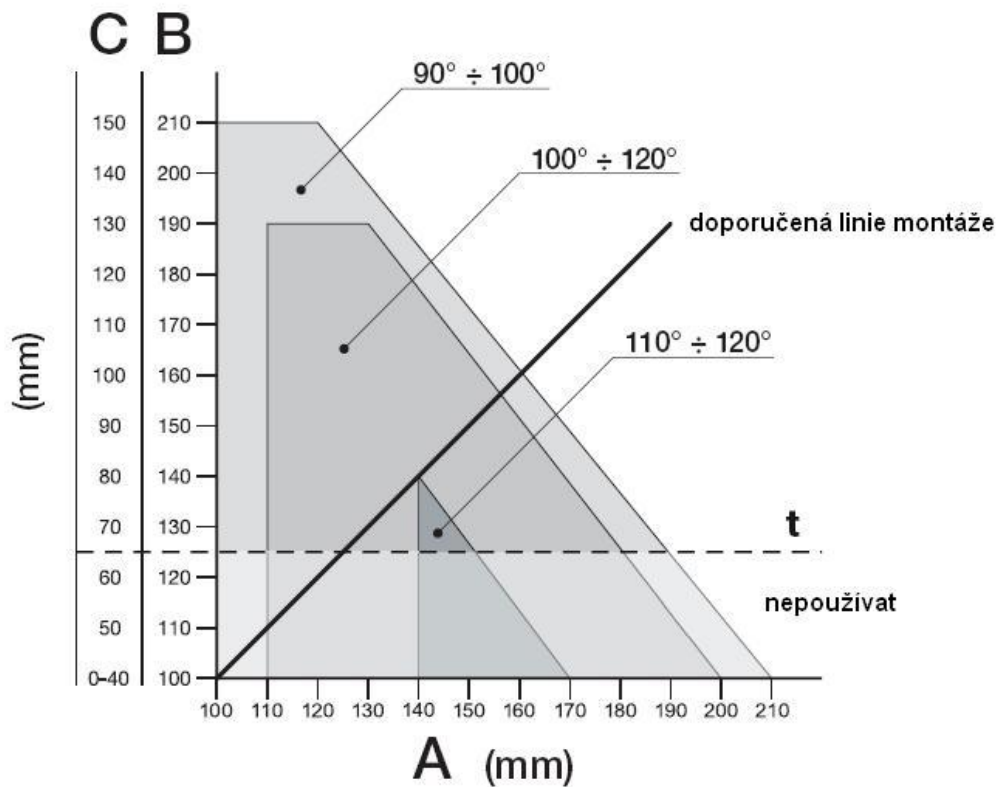 C B
90° ÷ 100°
150 210
140 200
100° ÷ 120°
130 190
doporučená linie montáže
120 180
110 170
110° ÷ 120°
(mm)
100 160
90 150
80 140
70 130
t
60 120
nepoužívat
50 110
0-40 100
100 110 120 130 140 150 160 170 180 190 200 210
A (mm)